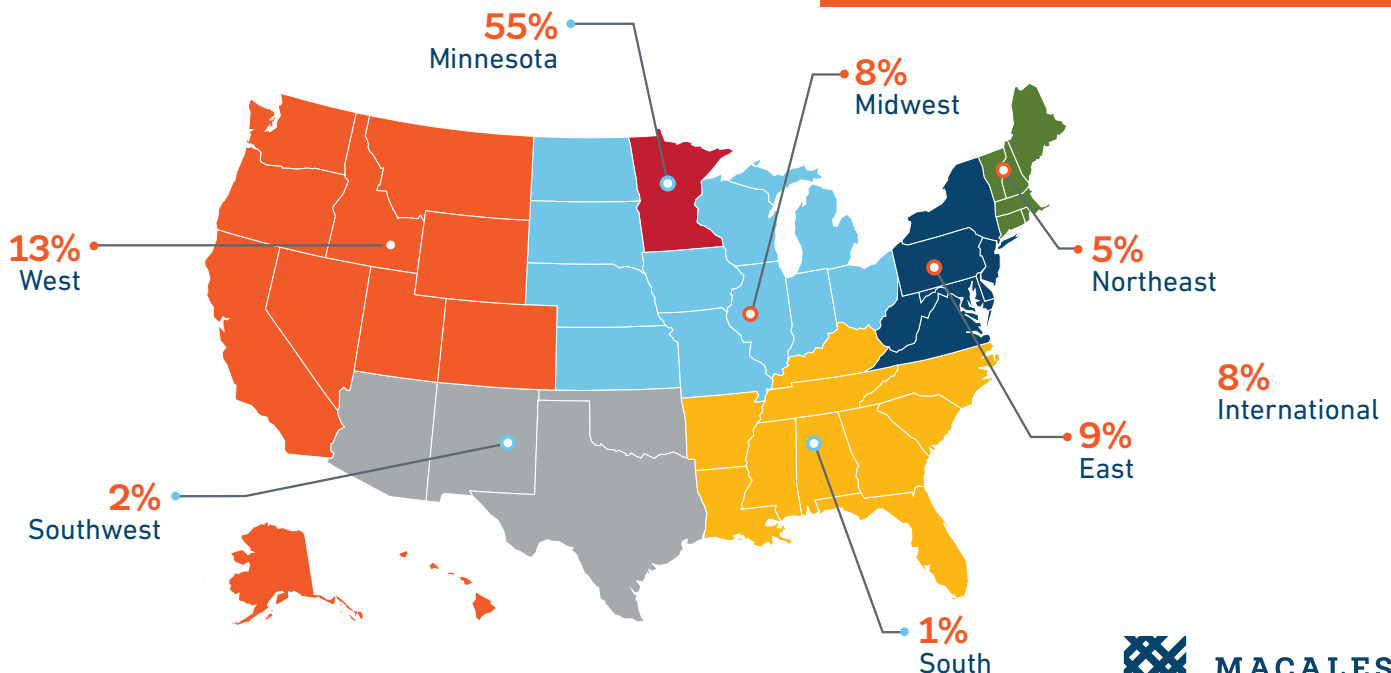 55%
Minnesota
8%
Midwest
13%
West
5%
Northeast
8%
International
9%
East
2%
Southwest
1%
South